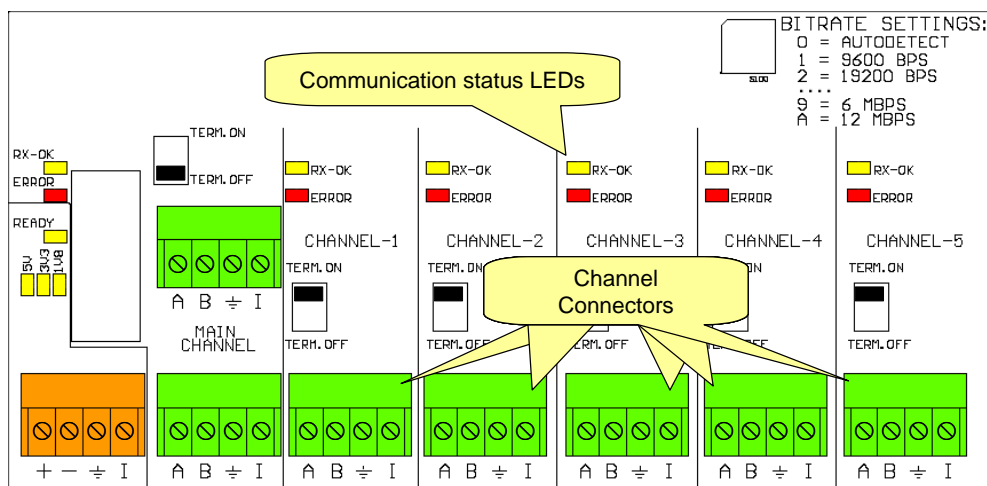 BITRATE SETTINGS:
0 = AUTODETECT
1 = 9600 BPS
2 = 19200 BPS
....
9 = 6 MBPS
A = 12 MBPS
S100
Communication status LEDs
TERM.ON
TERM.OFF
RX-OK
ERROR
READY
5V
3V3
1V8
A B I
MAIN
CHANNEL
RX-OK
ERROR
CHANNEL-1
TERM.ON
TERM.OFF
RX-OK
ERROR
CHANNEL-2
TERM.ON
TERM.OFF
RX-OK
ERROR
CHANNEL-3
RX-OK
ERROR
CHANNEL-4
RX-OK
ERROR
CHANNEL-5
TERM.ON
TERM.OFF
Channel
Connectors
+ - I
A B I
A B I
A B I
A B I
A B I
A B I